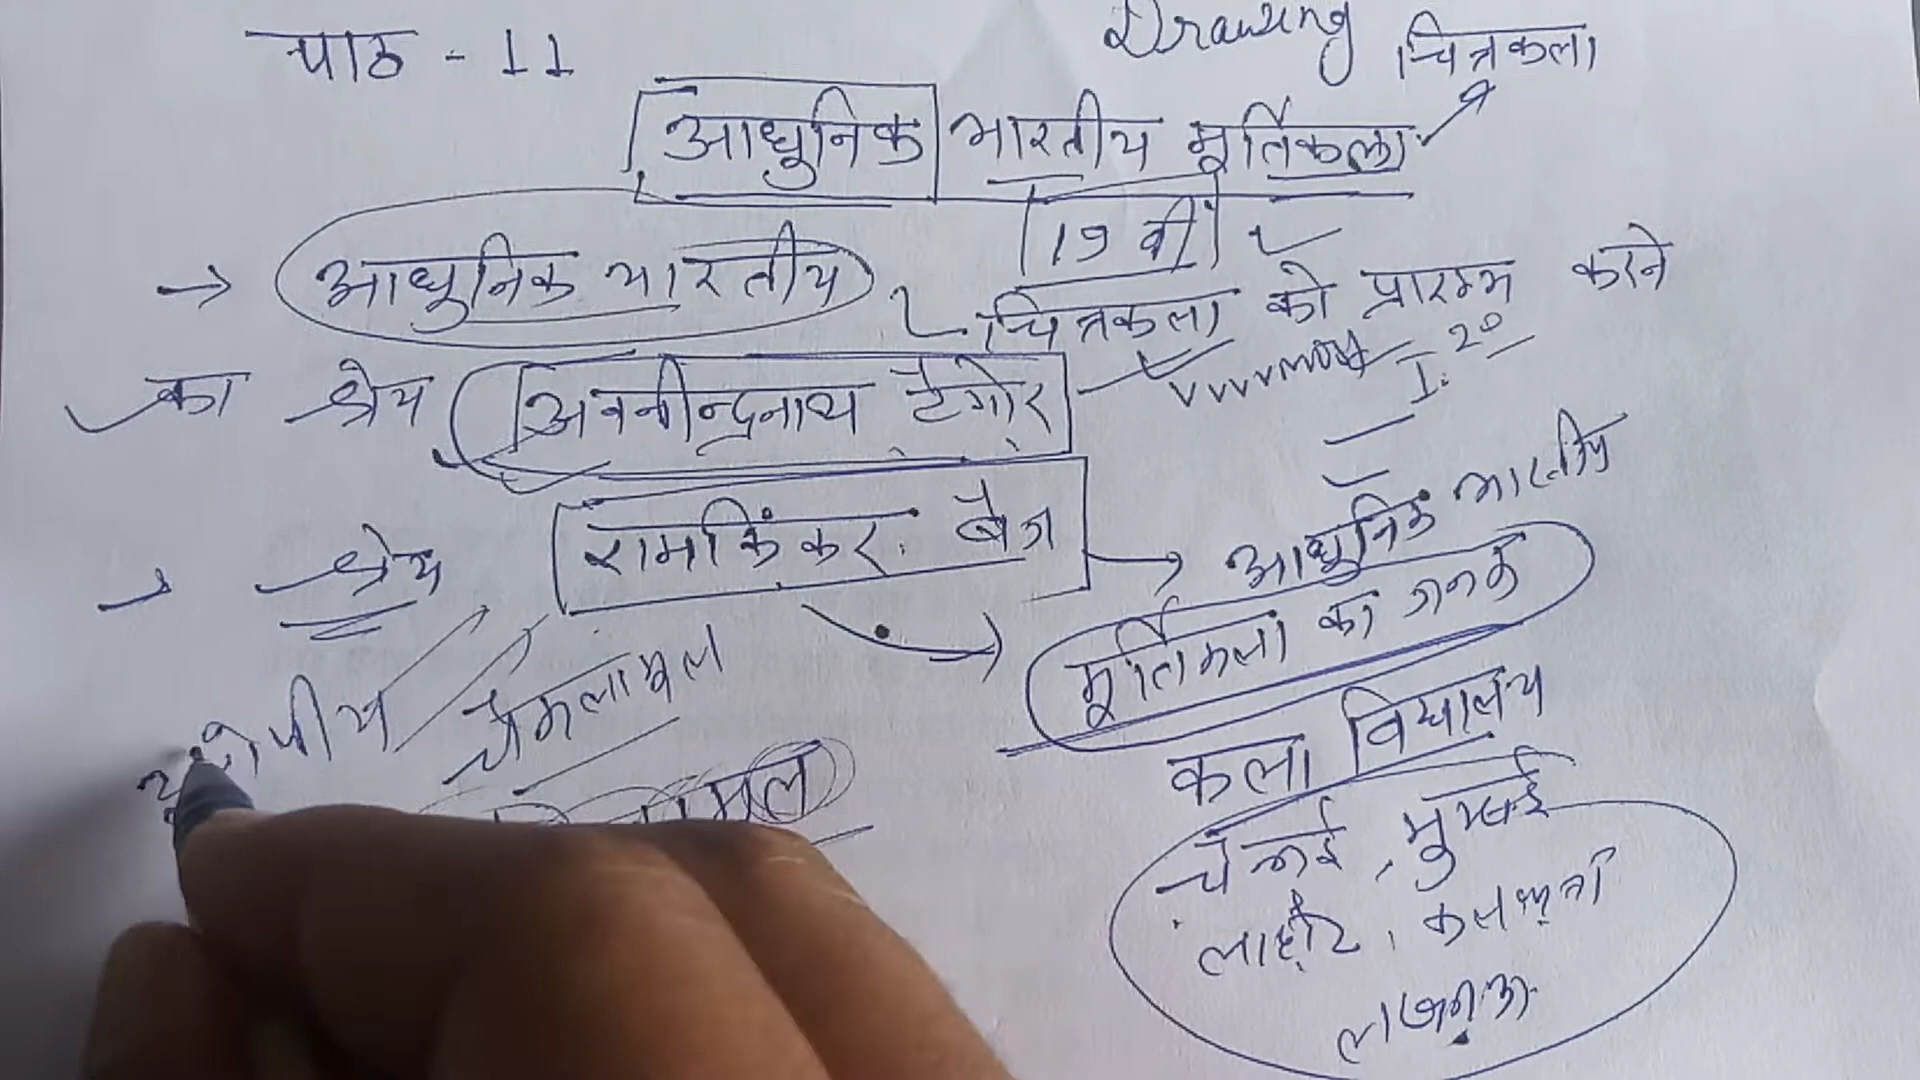 Drawing चित्रकला
पाठ - 11
आधुनिक भारतीय मूर्तिकला
19 वीं
→ आधुनिक भारतीय चित्रकला को प्रारम्भ करने
का श्रेय अवनीन्द्रनाथ टैगोर
श्रेय रामकिंकर बैज → आधुनिक भारतीय
मूर्तिकला का जनक
यूरोपीय
कला विद्यालय
चेन्नई, मुम्बई
लाहौर, कलकत्ता
लखनऊ